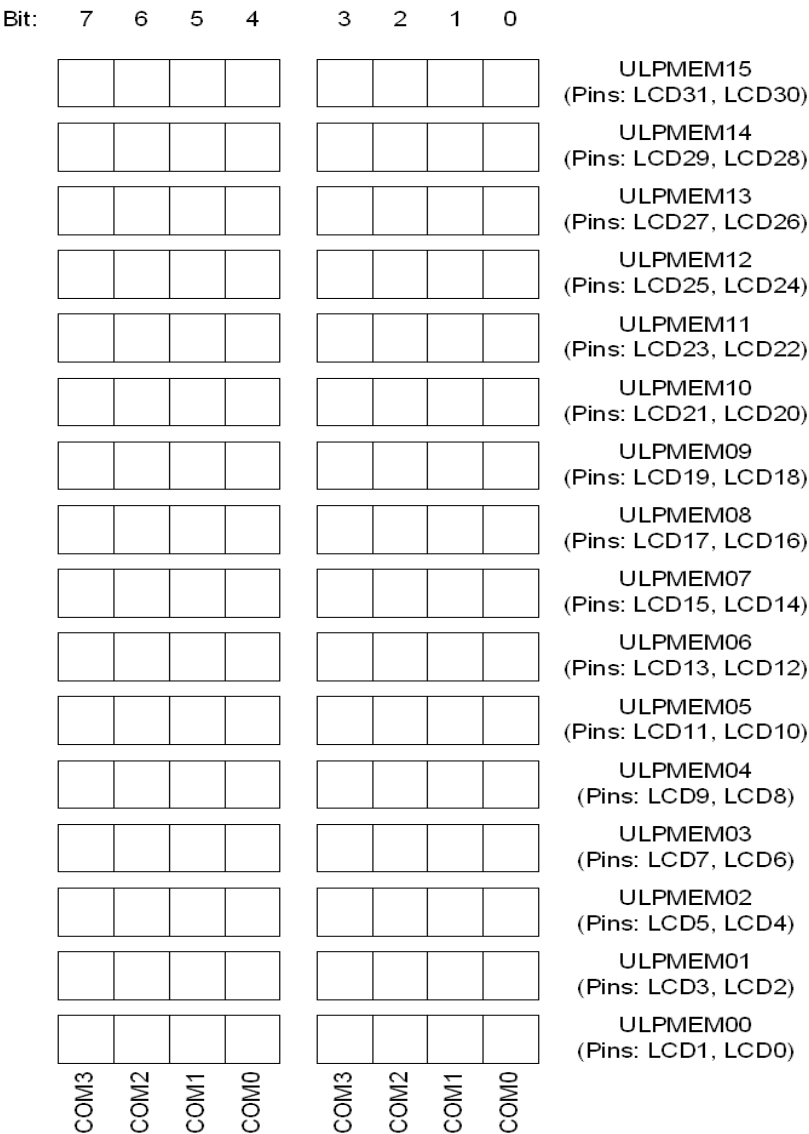 Bit: 7 6 5 4 3 2 1 0
ULPMEM15
(Pins: LCD31, LCD30)
ULPMEM14
(Pins: LCD29, LCD28)
ULPMEM13
(Pins: LCD27, LCD26)
ULPMEM12
(Pins: LCD25, LCD24)
ULPMEM11
(Pins: LCD23, LCD22)
ULPMEM10
(Pins: LCD21, LCD20)
ULPMEM09
(Pins: LCD19, LCD18)
ULPMEM08
(Pins: LCD17, LCD16)
ULPMEM07
(Pins: LCD15, LCD14)
ULPMEM06
(Pins: LCD13, LCD12)
ULPMEM05
(Pins: LCD11, LCD10)
ULPMEM04
(Pins: LCD9, LCD8)
ULPMEM03
(Pins: LCD7, LCD6)
ULPMEM02
(Pins: LCD5, LCD4)
ULPMEM01
(Pins: LCD3, LCD2)
ULPMEM00
(Pins: LCD1, LCD0)
COM3 COM2 COM1 COM0 COM3 COM2 COM1 COM0